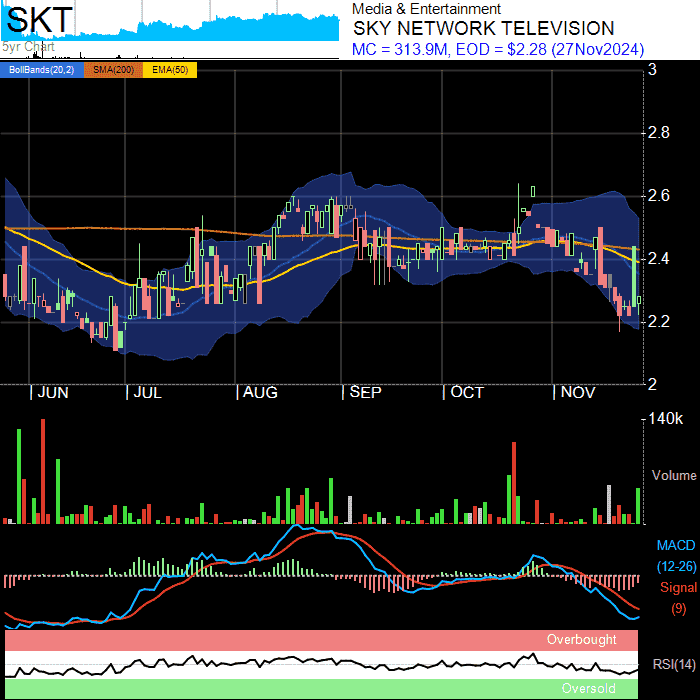 SKT
5yr Chart
Media & Entertainment
SKY NETWORK TELEVISION
MC = 313.9M, EOD = $2.28 (27Nov2024)
BollBands(20,2) SMA(200) EMA(50)
3
2.8
2.6
2.4
2.2
2
JUN JUL AUG SEP OCT NOV
140k
Volume
MACD
(12-26)
Signal
(9)
Overbought
RSI(14)
Oversold